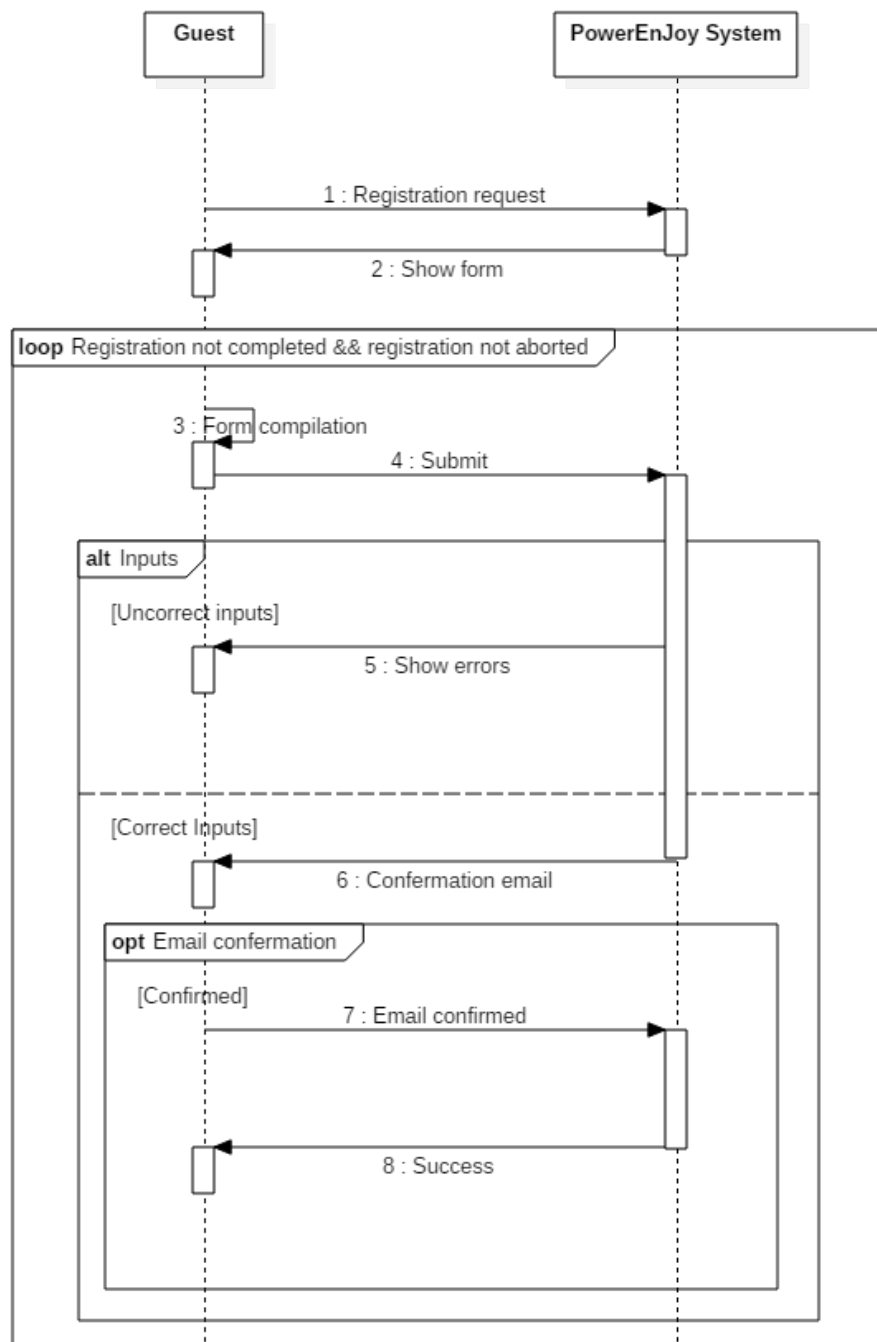 Guest
PowerEnJoy System
1 : Registration request
2 : Show form
loop Registration not completed && registration not aborted
3 : Form compilation
4 : Submit
alt Inputs
[Uncorrect inputs]
5 : Show errors
[Correct Inputs]
6 : Confermation email
opt Email confermation
[Confirmed]
7 : Email confirmed
8 : Success